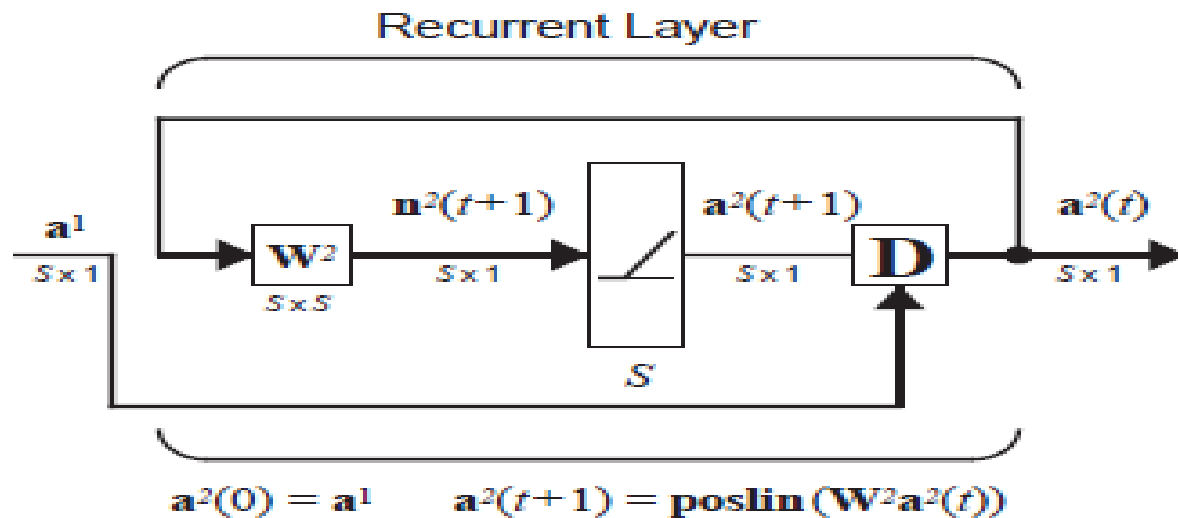 Recurrent Layer
a¹
S x 1
W²
S x S
n²(t+1)
S x 1
S
a²(t+1)
S x 1
D
a²(t)
S x 1
a²(0) = a¹ a²(t+1) = poslin (W²a²(t))